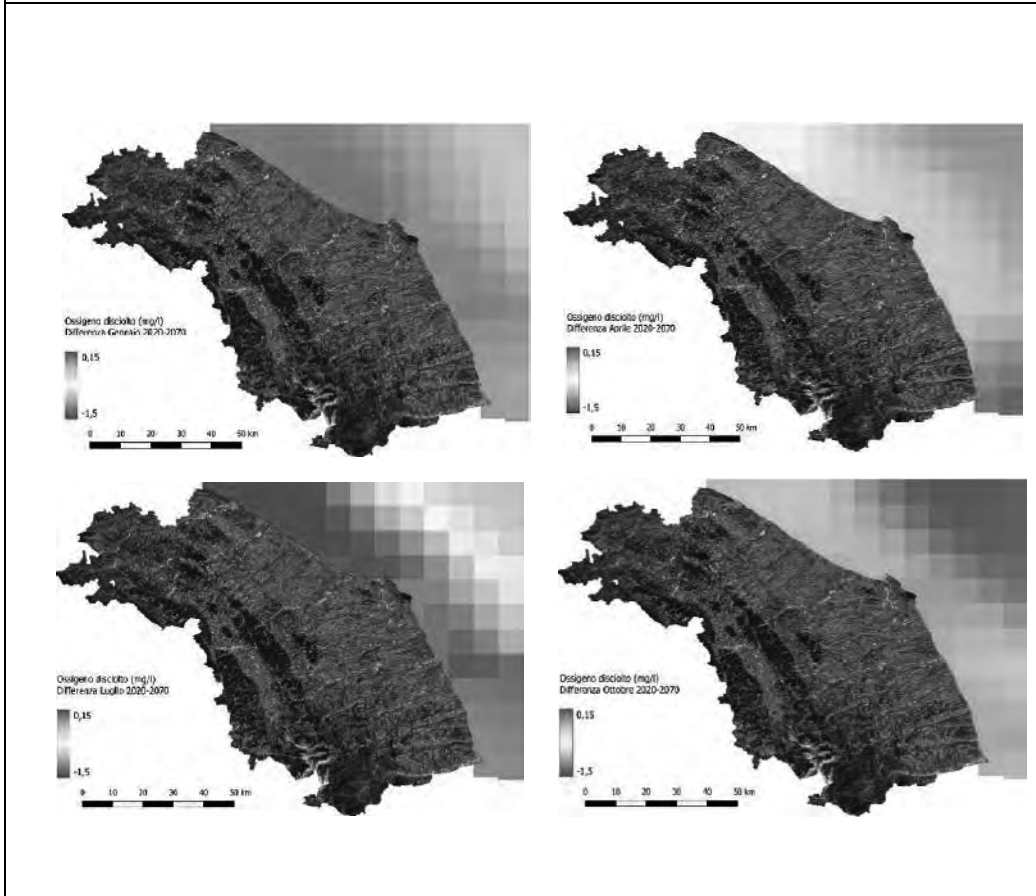 Ossigeno disciolto (mg/l)
Differenza Gennaio 2020-2070
0,15
-1,5
0 10 20 30 40 50 km
Ossigeno disciolto (mg/l)
Differenza Aprile 2020-2070
0,15
-1,5
0 10 20 30 40 50 km
Ossigeno disciolto (mg/l)
Differenza Luglio 2020-2070
0,15
-1,5
0 10 20 30 40 50 km
Ossigeno disciolto (mg/l)
Differenza Ottobre 2020-2070
0,15
-1,5
0 10 20 30 40 50 km